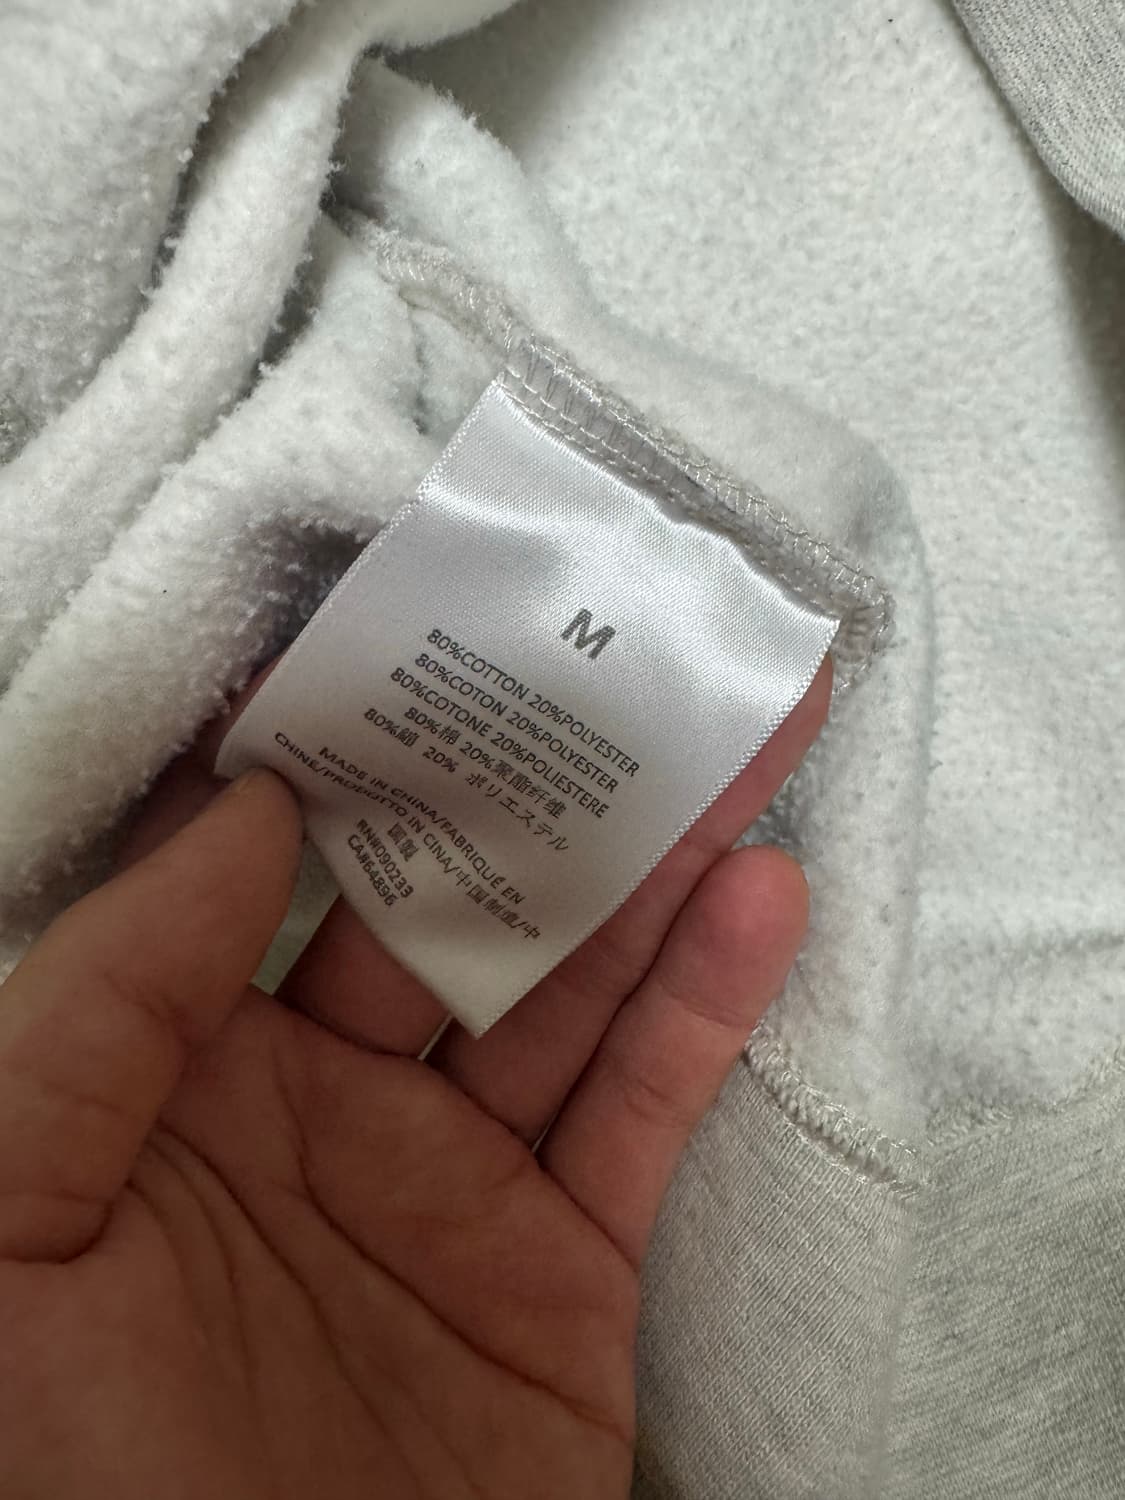 M
80%COTTON 20%POLYESTER
80%COTON 20%POLYESTER
80%COTONE 20%POLIESTERE
80%棉 20%聚酯纤维
80%綿 20% ポリエステル
MADE IN CHINA/FABRIQUÉ EN
CHINE/PRODOTTO IN CINA/中国制造/中
国製
RN#090233
CA#64896